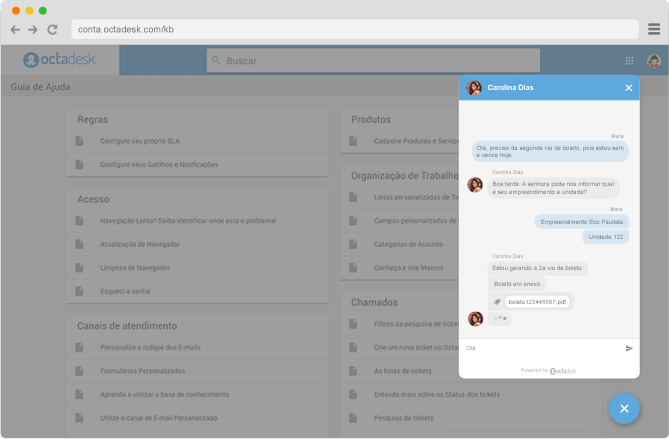 conta.octadesk.com/kb
octadesk
Buscar
Guia de Ajuda
Regras
Configure seu próprio SLA
Configure seus Gatilhos e Notificações
Acesso
Navegação Lenta? Saiba identificar onde está o problema!
Atualização de Navegador
Limpeza de Navegador
Esqueci a senha
Canais de atendimento
Personalize o rodapé dos E-mails
Formulários Personalizados
Aprenda a utilizar a base de conhecimento
Utilize o canal de E-mail Personalizado
Produtos
Cadastre Produtos e Serviço
Organização de Trabalho
Listas personalizadas de Ti
Campos personalizados de
Categorias de Assunto
Conheça e crie Macros
Chamados
Filtros da pesquisa de ticket
Crie um novo ticket no Octa
As listas de tickets
Entenda mais sobre os Status dos tickets
Pesquisa de tickets
Carolina Dias
Maria
Olá, preciso da segunda via de boleto, pois estou sem
e vence hoje.
Carolina Dias
Boa tarde. A senhora pode nos informar qual
é seu empreendimento e unidade?
Maria
Empreendimento Eco Paulista.
Unidade 122.
Carolina Dias
Estou gerando a 2a via de boleto.
Boleto em anexo.
boleto123445567.pdf
Olá
Powered by octadesk